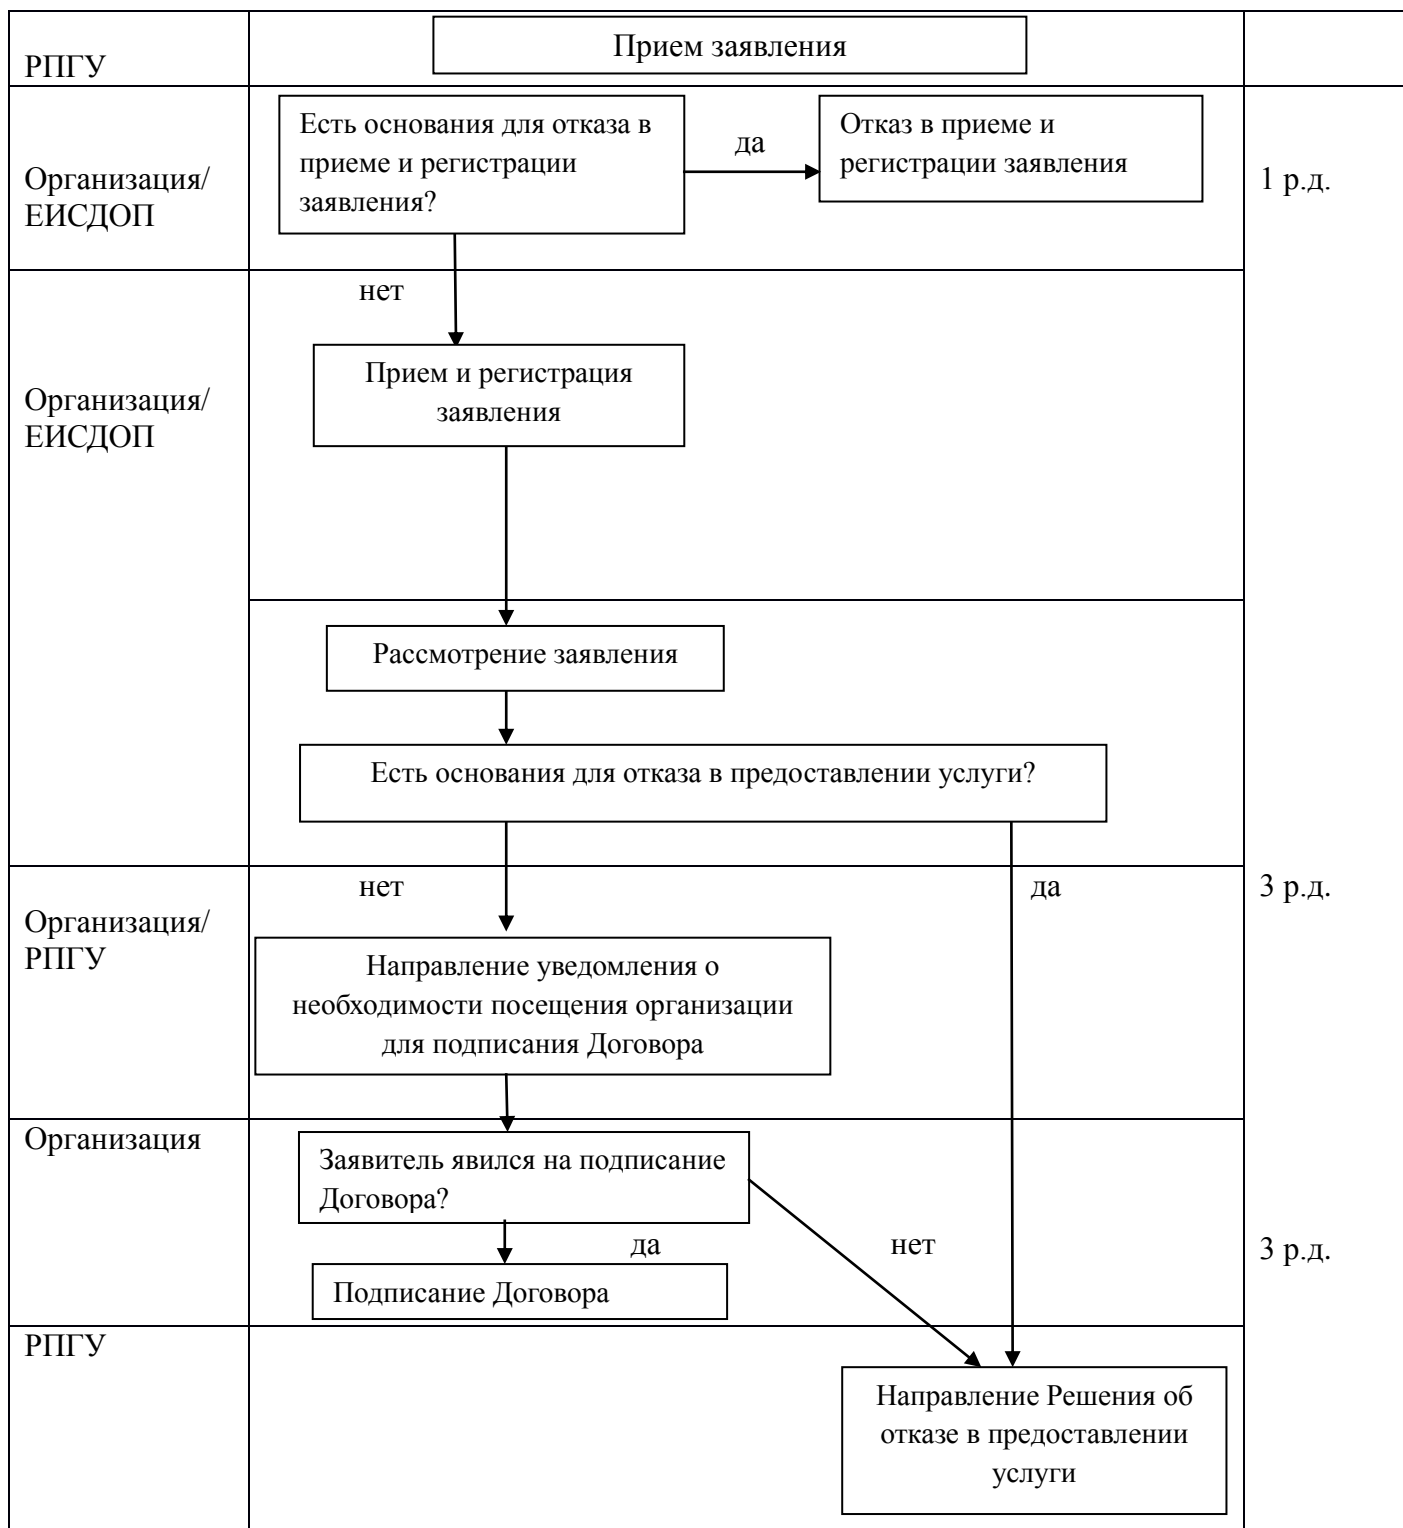 РПГУ
Прием заявления
Организация/
ЕИСДОП
Есть основания для отказа в
приеме и регистрации
заявления?
да
Отказ в приеме и
регистрации заявления
1 р.д.
нет
Организация/
ЕИСДОП
Прием и регистрация
заявления
Рассмотрение заявления
Есть основания для отказа в предоставлении услуги?
нет
да
3 р.д.
Организация/
РПГУ
Направление уведомления о
необходимости посещения организации
для подписания Договора
Организация
Заявитель явился на подписание
Договора?
да
нет
3 р.д.
Подписание Договора
РПГУ
Направление Решения об
отказе в предоставлении
услуги